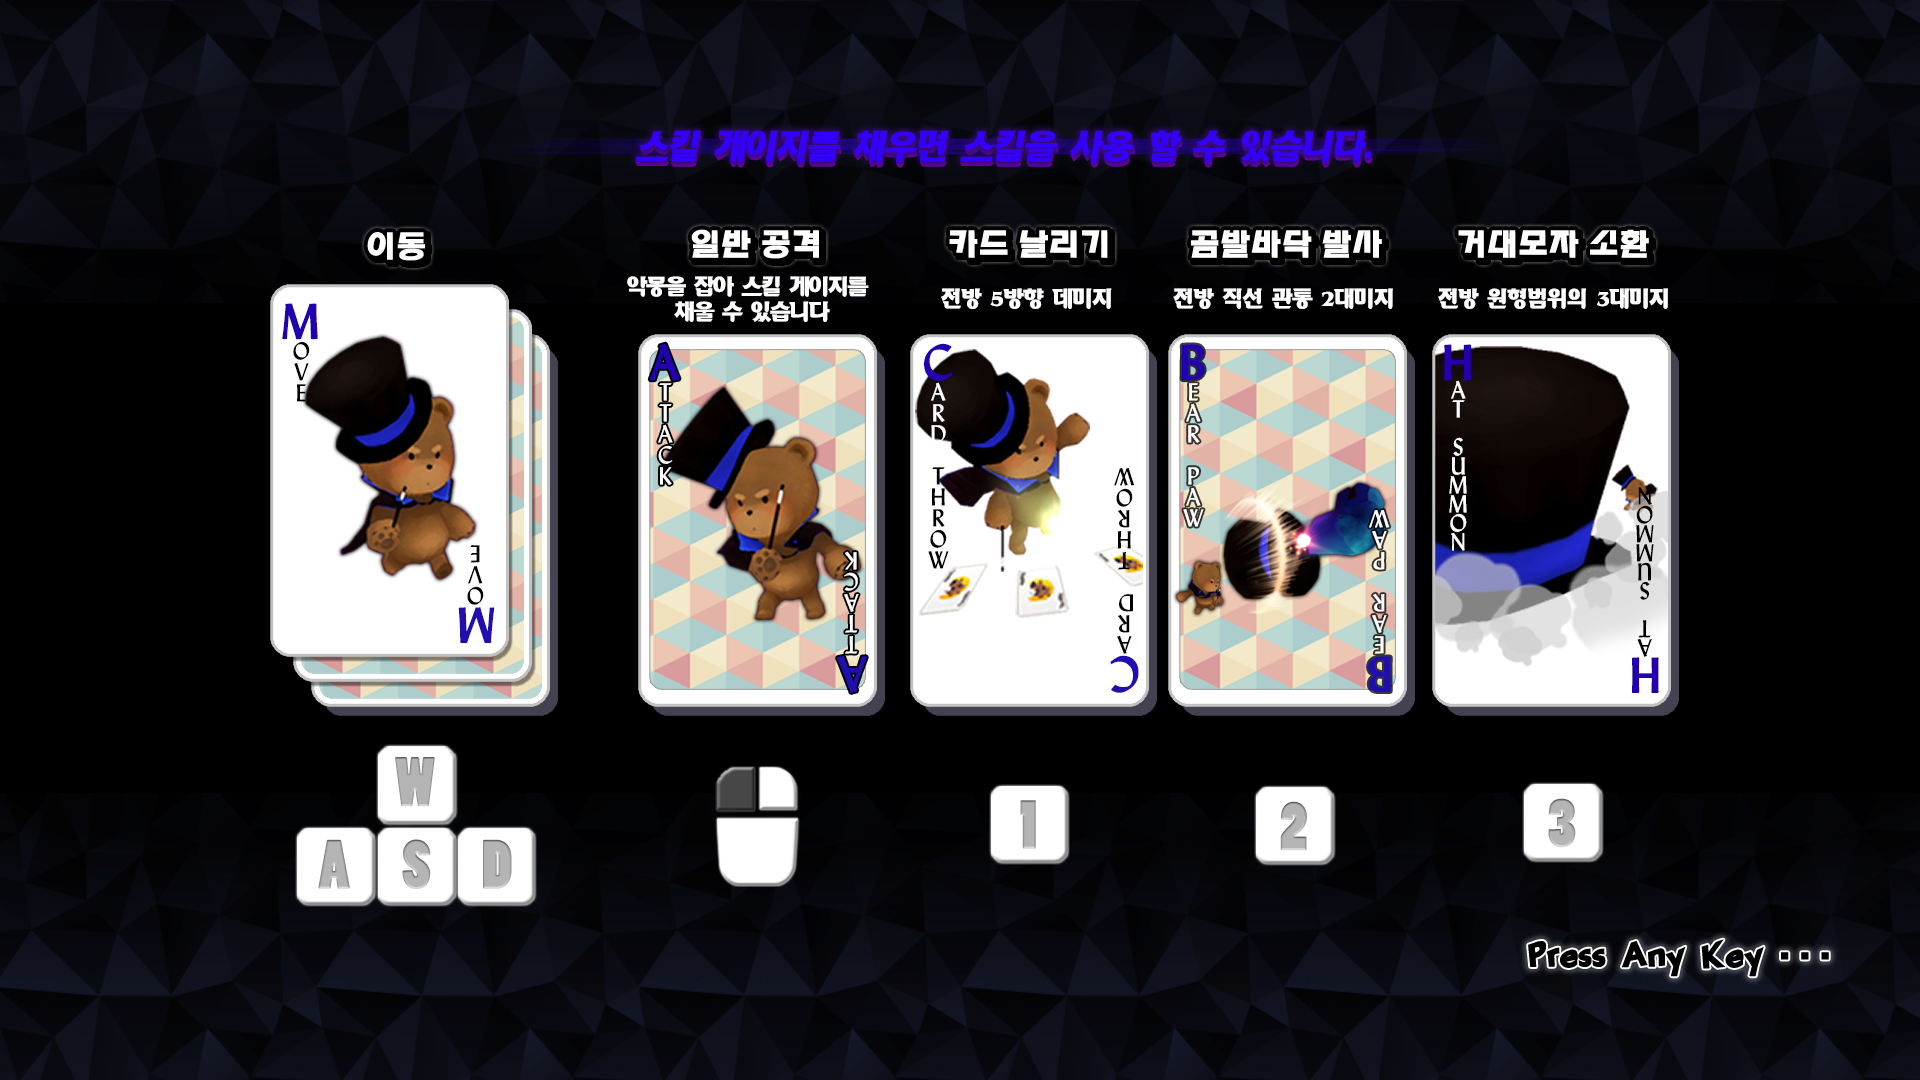 스킬 게이지를 채우면 스킬을 사용 할 수 있습니다.
이동
일반 공격
카드 날리기
곰발바닥 발사
거대모자 소환
악몽을 잡아 스킬 게이지를
채울 수 있습니다
전방 5방향 데미지
전방 직선 관통 2대미지
전방 원형범위의 3대미지
MOVE
MOVE
ATTACK
ATTACK
CARD THROW
CARD THROW
BEAR PAW
BEAR PAW
HAT SUMMON
HAT SUMMON
W
A S D
1
2
3
Press Any Key ···